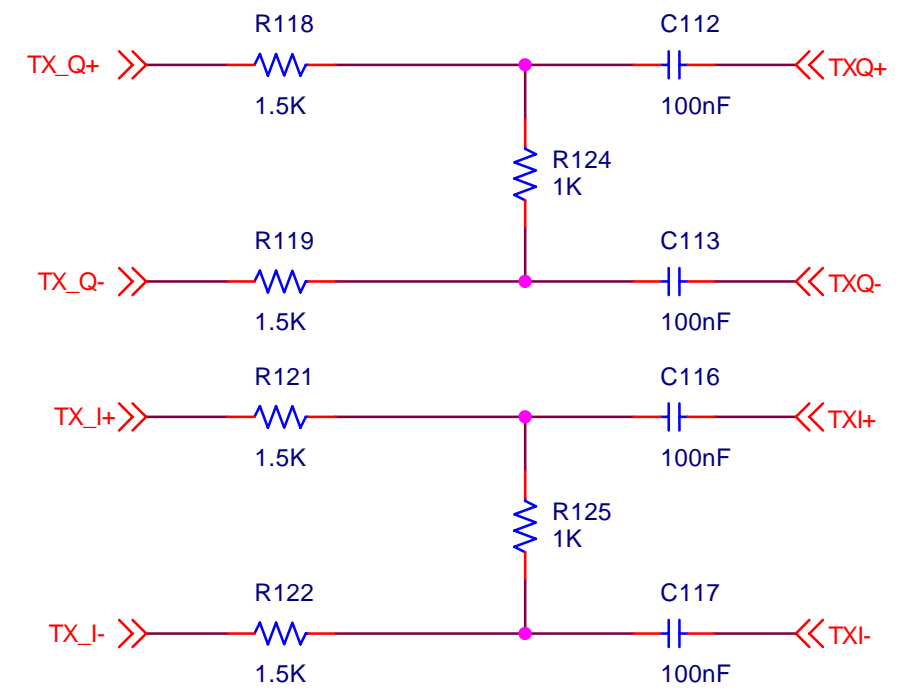 R118
C112
TX_Q+
TXQ+
1.5K
100nF
R124
1K
R119
C113
TX_Q-
TXQ-
1.5K
100nF
R121
C116
TX_I+
TXI+
1.5K
100nF
R125
1K
R122
C117
TX_I-
TXI-
1.5K
100nF